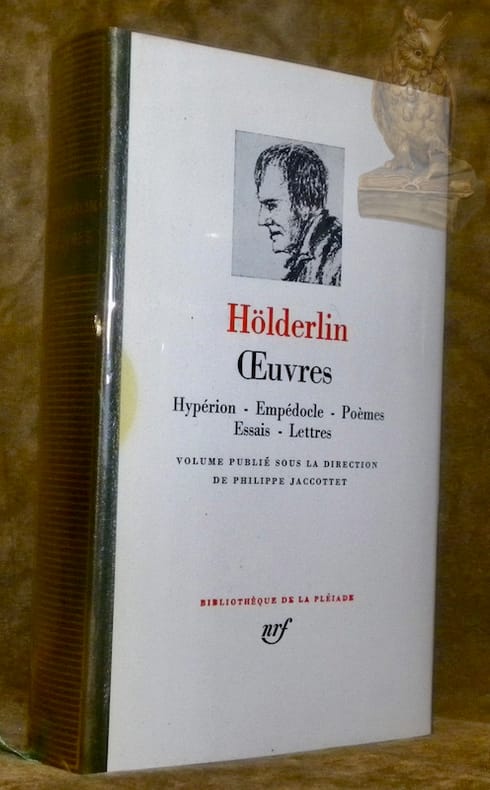 Hölderlin
Œuvres
Hypérion - Empédocle - Poèmes
Essais - Lettres
VOLUME PUBLIÉ SOUS LA DIRECTION
DE PHILIPPE JACCOTTET
BIBLIOTHÈQUE DE LA PLÉIADE
nrf